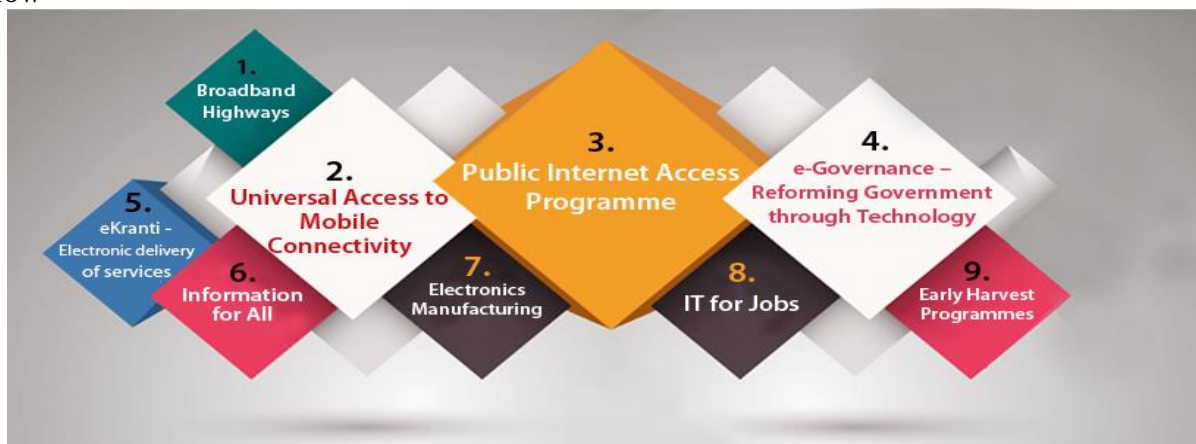 1.
Broadband
Highways
2.
Universal Access to
Mobile
Connectivity
3.
Public Internet Access
Programme
4.
e-Governance –
Reforming Government
through Technology
5.
eKranti -
Electronic delivery
of services
6.
Information
for All
7.
Electronics
Manufacturing
8.
IT for Jobs
9.
Early Harvest
Programmes